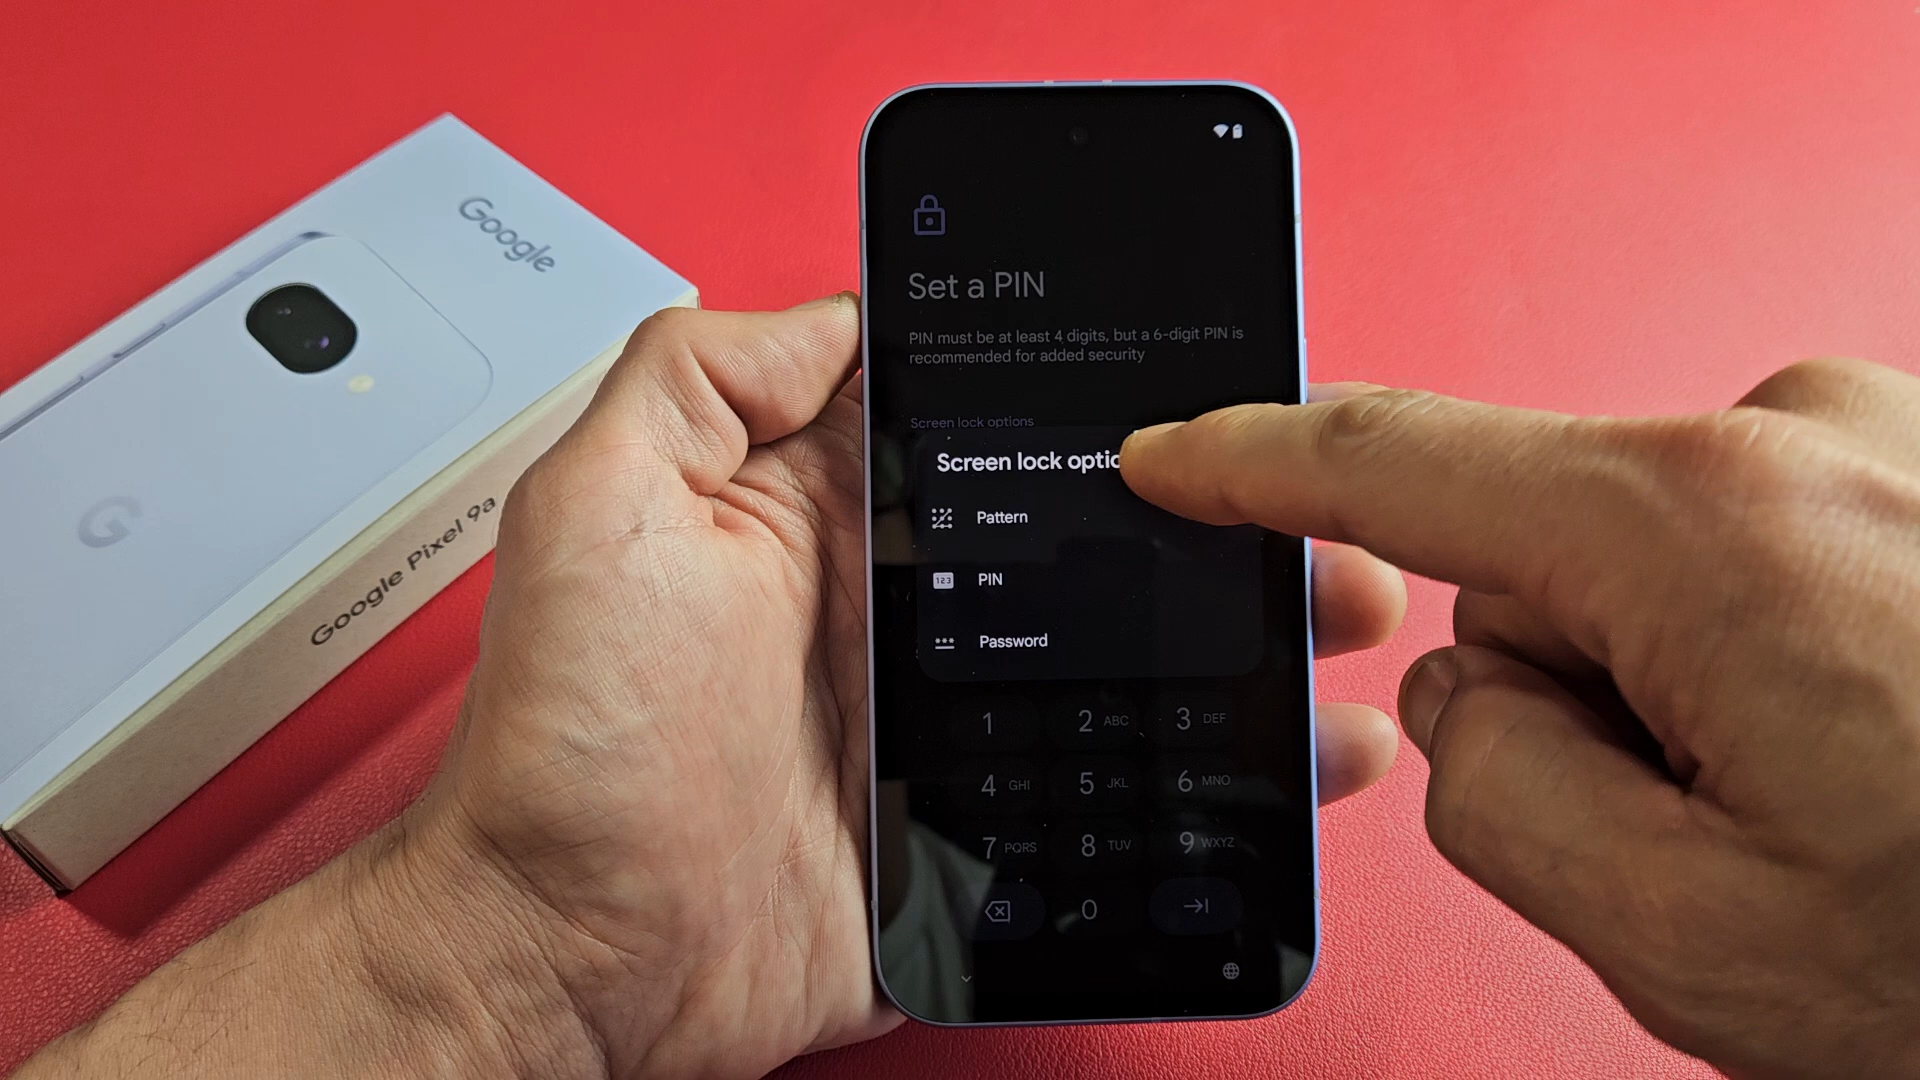 Google
G
Google Pixel 9a
Set a PIN
PIN must be at least 4 digits, but a 6-digit PIN is
recommended for added security
Screen lock options
Screen lock optio
Pattern
123 PIN
Password
1 2 ABC 3 DEF
4 GHI 5 JKL 6 MNO
7 PQRS 8 TUV 9 WXYZ
0